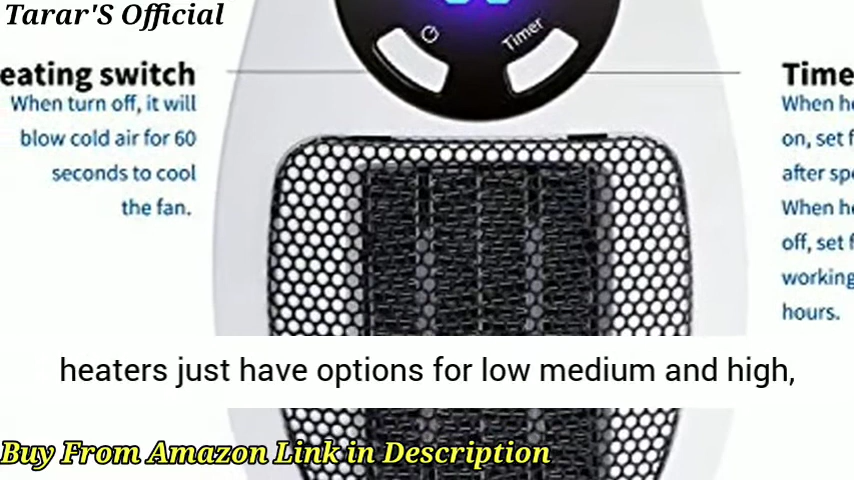 Tarar'S Official
Timer
eating switch
When turn off, it will
blow cold air for 60
seconds to cool
the fan.
Time
When he
on, set f
after spe
When he
off, set f
working
hours.
heaters just have options for low medium and high,
Buy From Amazon Link in Description